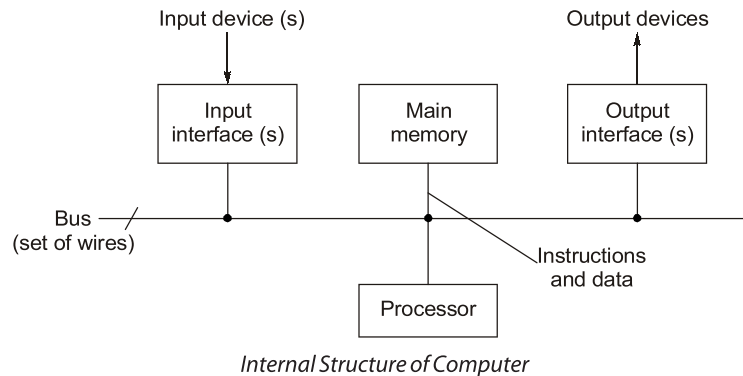 Input device (s)
Output devices
Input
interface (s)
Main
memory
Output
interface (s)
Bus
(set of wires)
Instructions
and data
Processor
Internal Structure of Computer